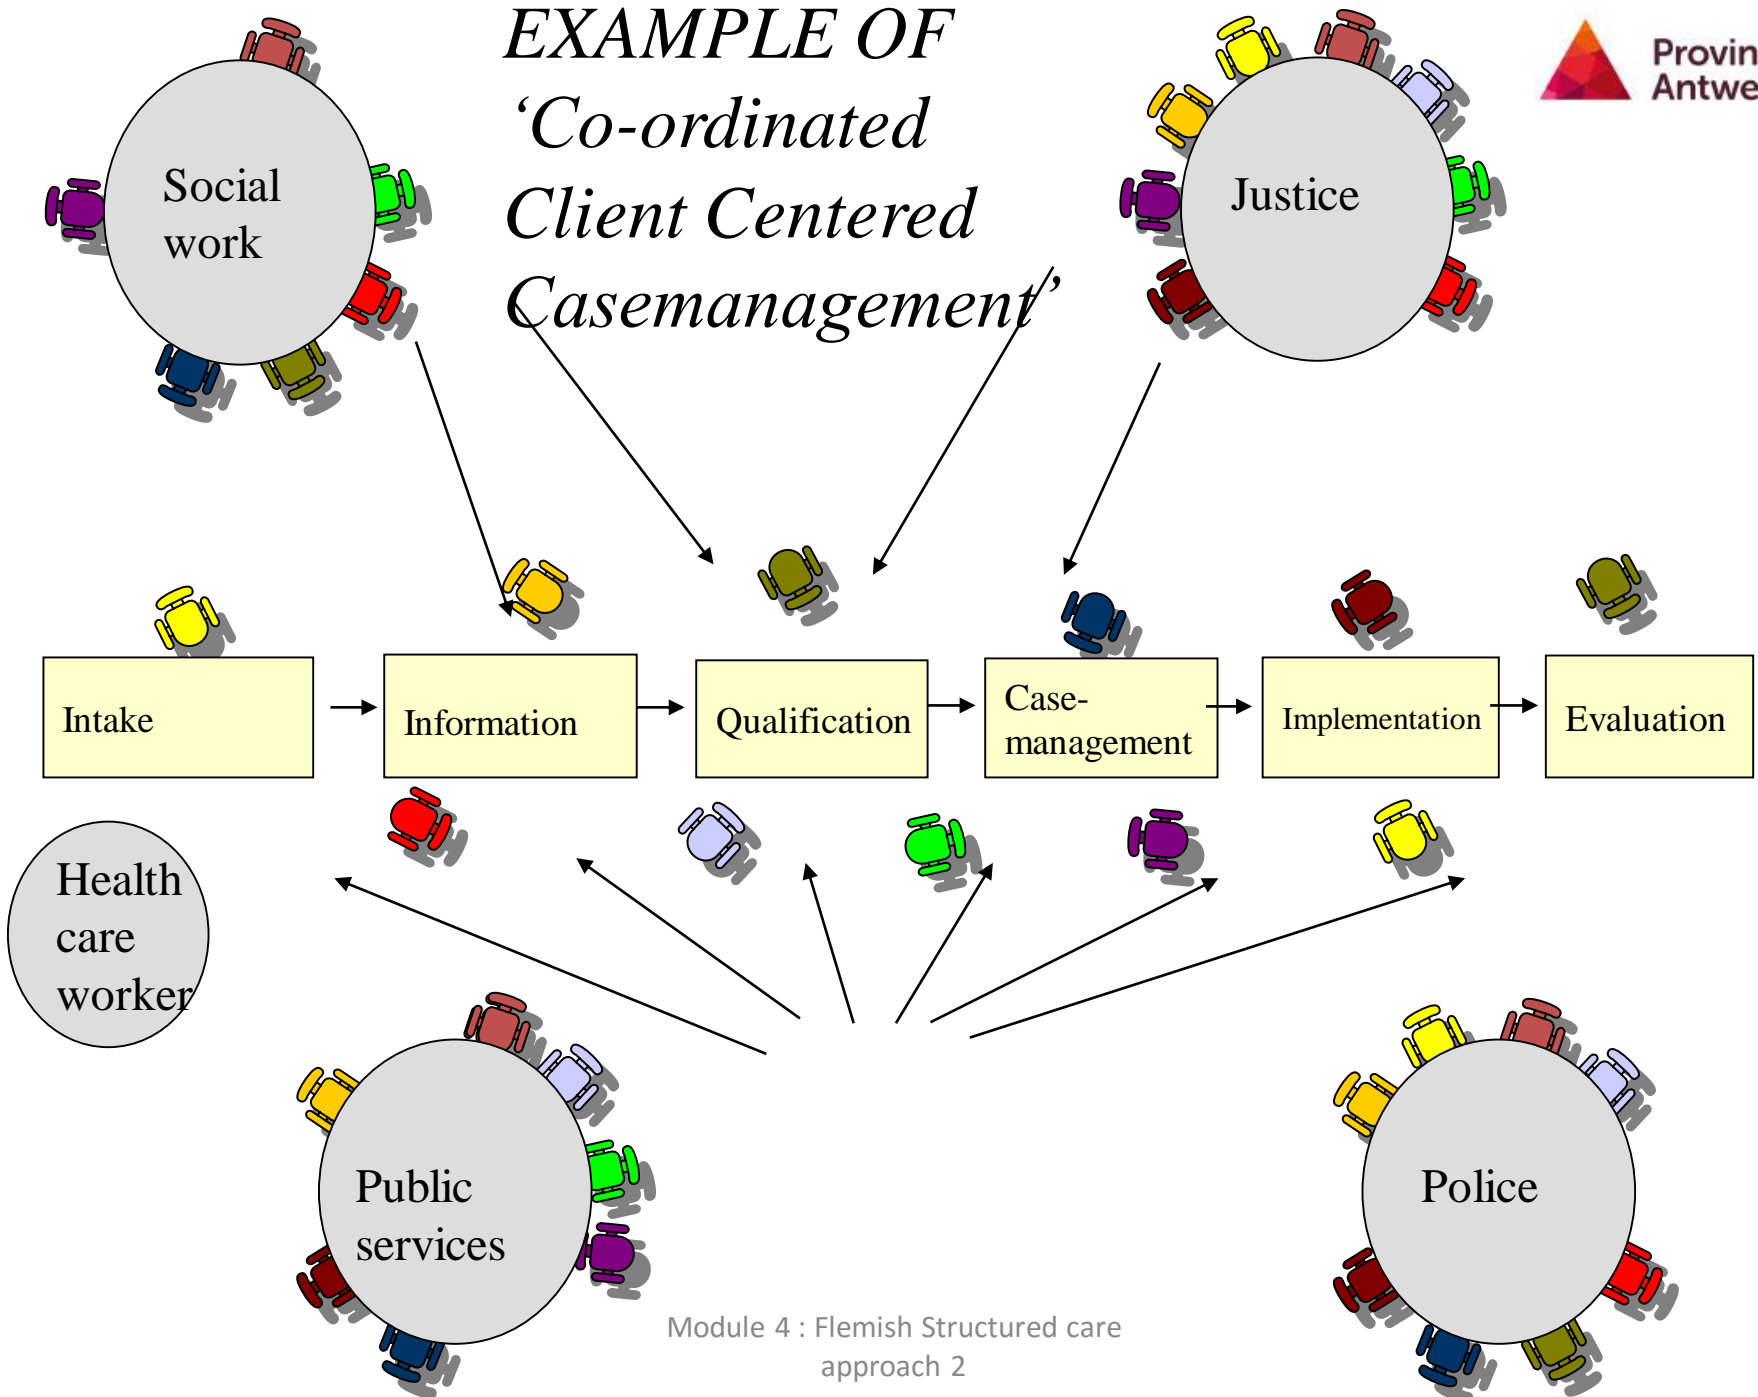 EXAMPLE OF
‘Co-ordinated
Client Centered
Casemanagement’
Provin
Antwe
Social
work
Justice
Intake
Information
Qualification
Case-
management
Implementation
Evaluation
Health
care
worker
Public
services
Police
Module 4 : Flemish Structured care
approach 2